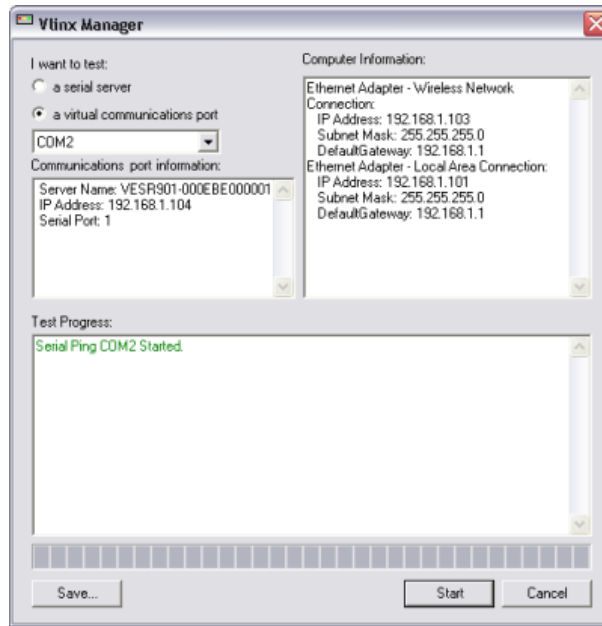 Vlinx Manager
I want to test:
a serial server
a virtual communications port
COM2
Communications port information:
Server Name: VESR901-000EBE000001
IP Address: 192.168.1.104
Serial Port: 1
Computer Information:
Ethernet Adapter - Wireless Network
Connection:
IP Address: 192.168.1.103
Subnet Mask: 255.255.255.0
DefaultGateway: 192.168.1.1
Ethernet Adapter - Local Area Connection:
IP Address: 192.168.1.101
Subnet Mask: 255.255.255.0
DefaultGateway: 192.168.1.1
Test Progress:
Serial Ping COM2 Started.
Save...
Start
Cancel